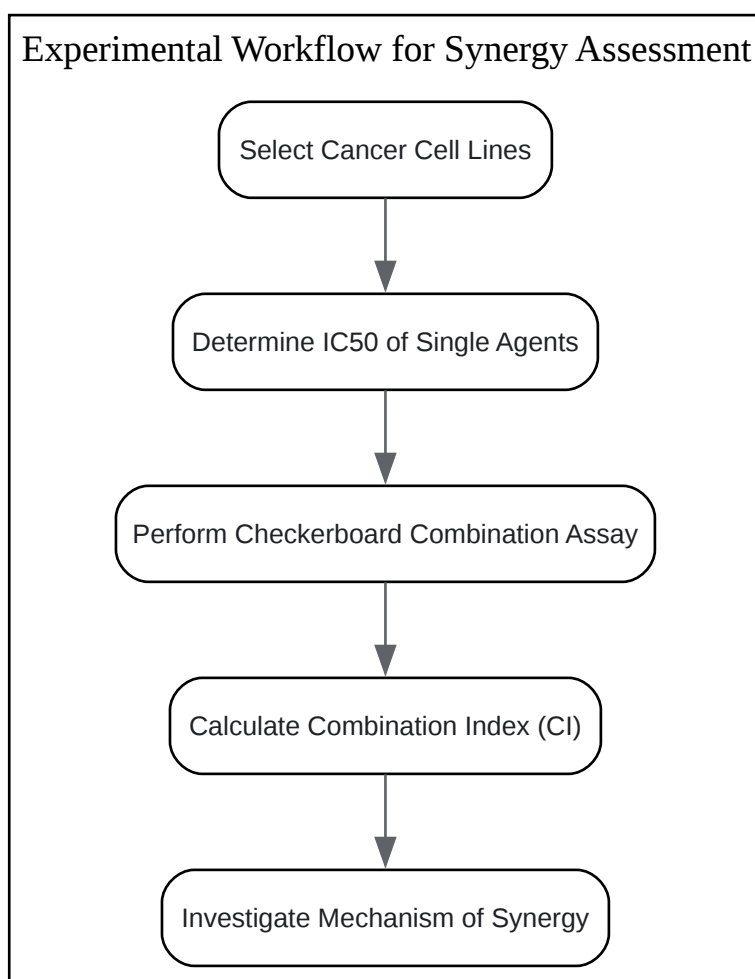 Experimental Workflow for Synergy Assessment
Select Cancer Cell Lines
Determine IC50 of Single Agents
Perform Checkerboard Combination Assay
Calculate Combination Index (CI)
Investigate Mechanism of Synergy